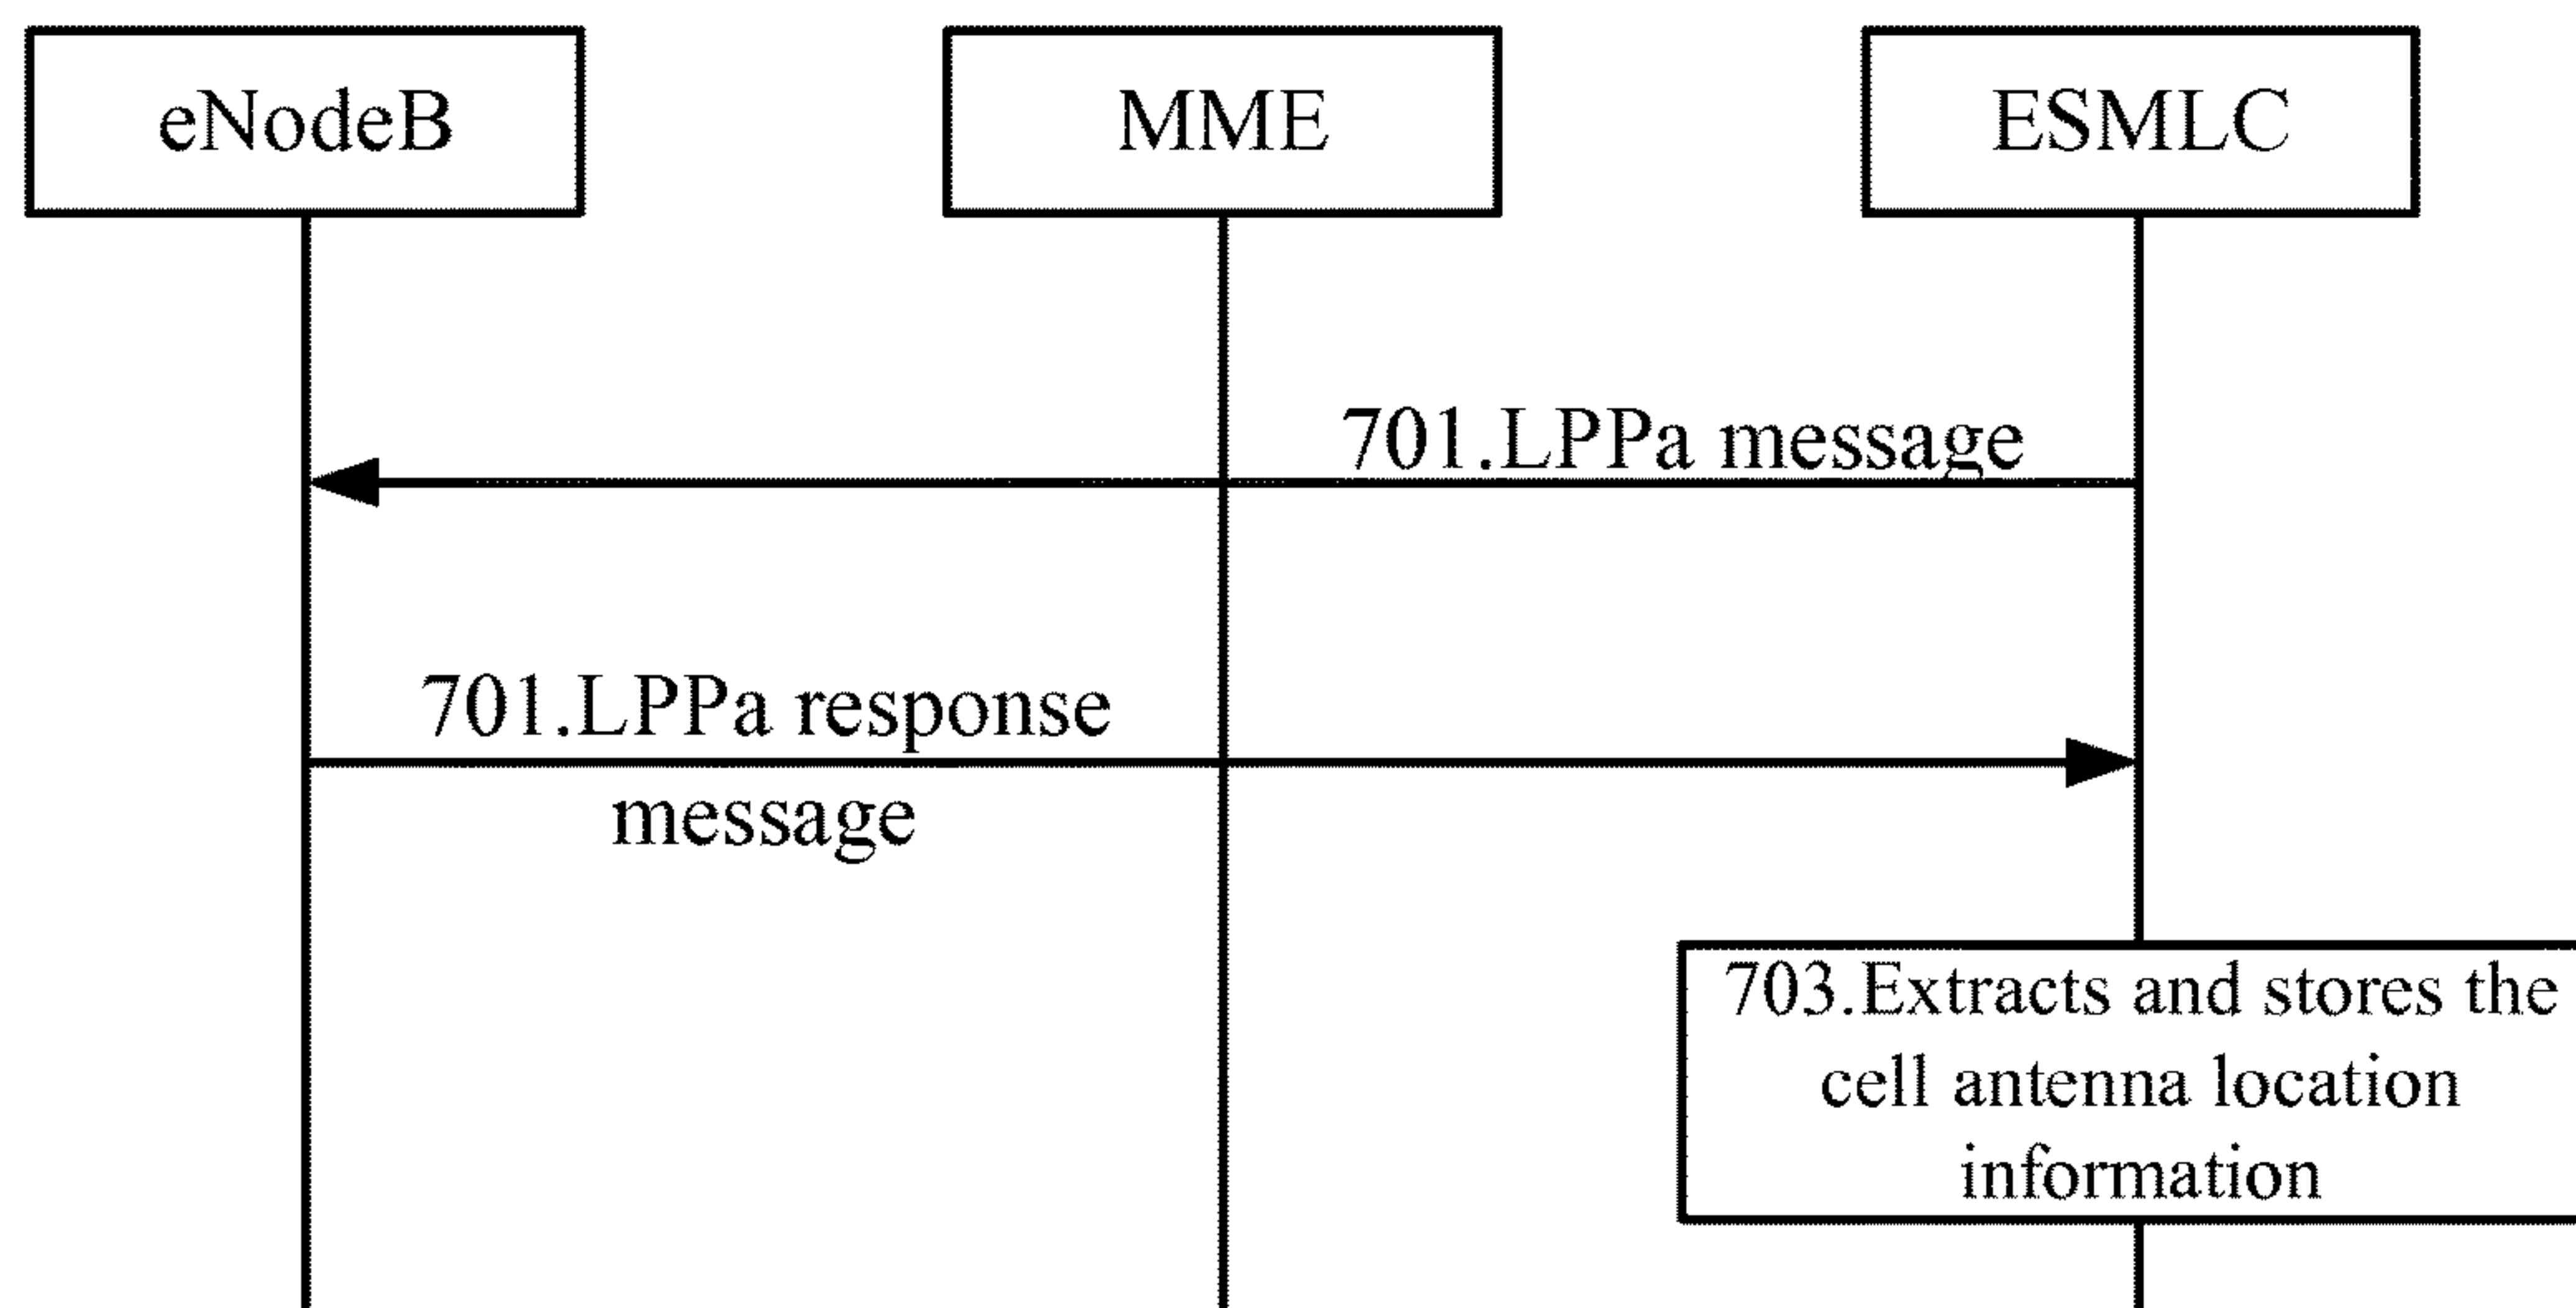 eNodeB
MME
ESMLC
701.LPPa message
701.LPPa response
message
703.Extracts and stores the
cell antenna location
information